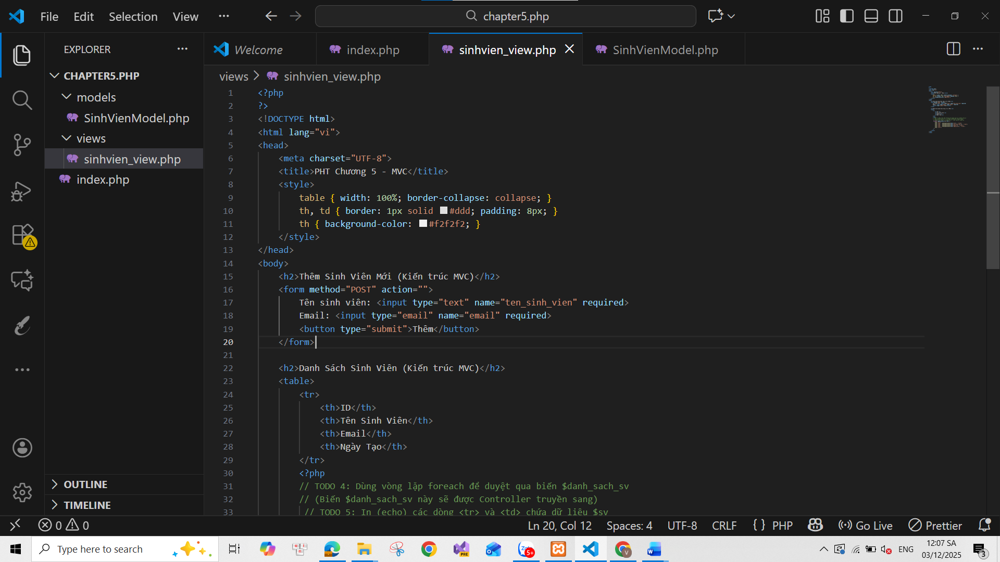 File Edit Selection View ···
chapter5.php
EXPLORER ···
Welcome
index.php
sinhvien_view.php
SinhVienModel.php
CHAPTER5.PHP
models
SinhVienModel.php
views
sinhvien_view.php
index.php
OUTLINE
TIMELINE
views > sinhvien_view.php
1 <?php
2 ?>
3 <!DOCTYPE html>
4 <html lang="vi">
5 <head>
6 <meta charset="UTF-8">
7 <title>PHT Chương 5 - MVC</title>
8 <style>
9 table { width: 100%; border-collapse: collapse; }
10 th, td { border: 1px solid #ddd; padding: 8px; }
11 th { background-color: #f2f2f2; }
12 </style>
13 </head>
14 <body>
15 <h2>Thêm Sinh Viên Mới (Kiến trúc MVC)</h2>
16 <form method="POST" action="">
17 Tên sinh viên: <input type="text" name="ten_sinh_vien" required>
18 Email: <input type="email" name="email" required>
19 <button type="submit">Thêm</button>
20 </form>
21
22 <h2>Danh Sách Sinh Viên (Kiến trúc MVC)</h2>
23 <table>
24 <tr>
25 <th>ID</th>
26 <th>Tên Sinh Viên</th>
27 <th>Email</th>
28 <th>Ngày Tạo</th>
29 </tr>
30 <?php
31 // TODO 4: Dùng vòng lặp foreach để duyệt qua biến $danh_sach_sv
32 // (Biến $danh_sach_sv này sẽ được Controller truyền sang)
33 // TODO 5: In (echo) các dòng <tr> và <td> chứa dữ liệu $sv
0 0
Ln 20, Col 12 Spaces: 4 UTF-8 CRLF { } PHP Go Live Prettier
Type here to search
PRE
5+
ENG
12:07 SA
03/12/2025
3